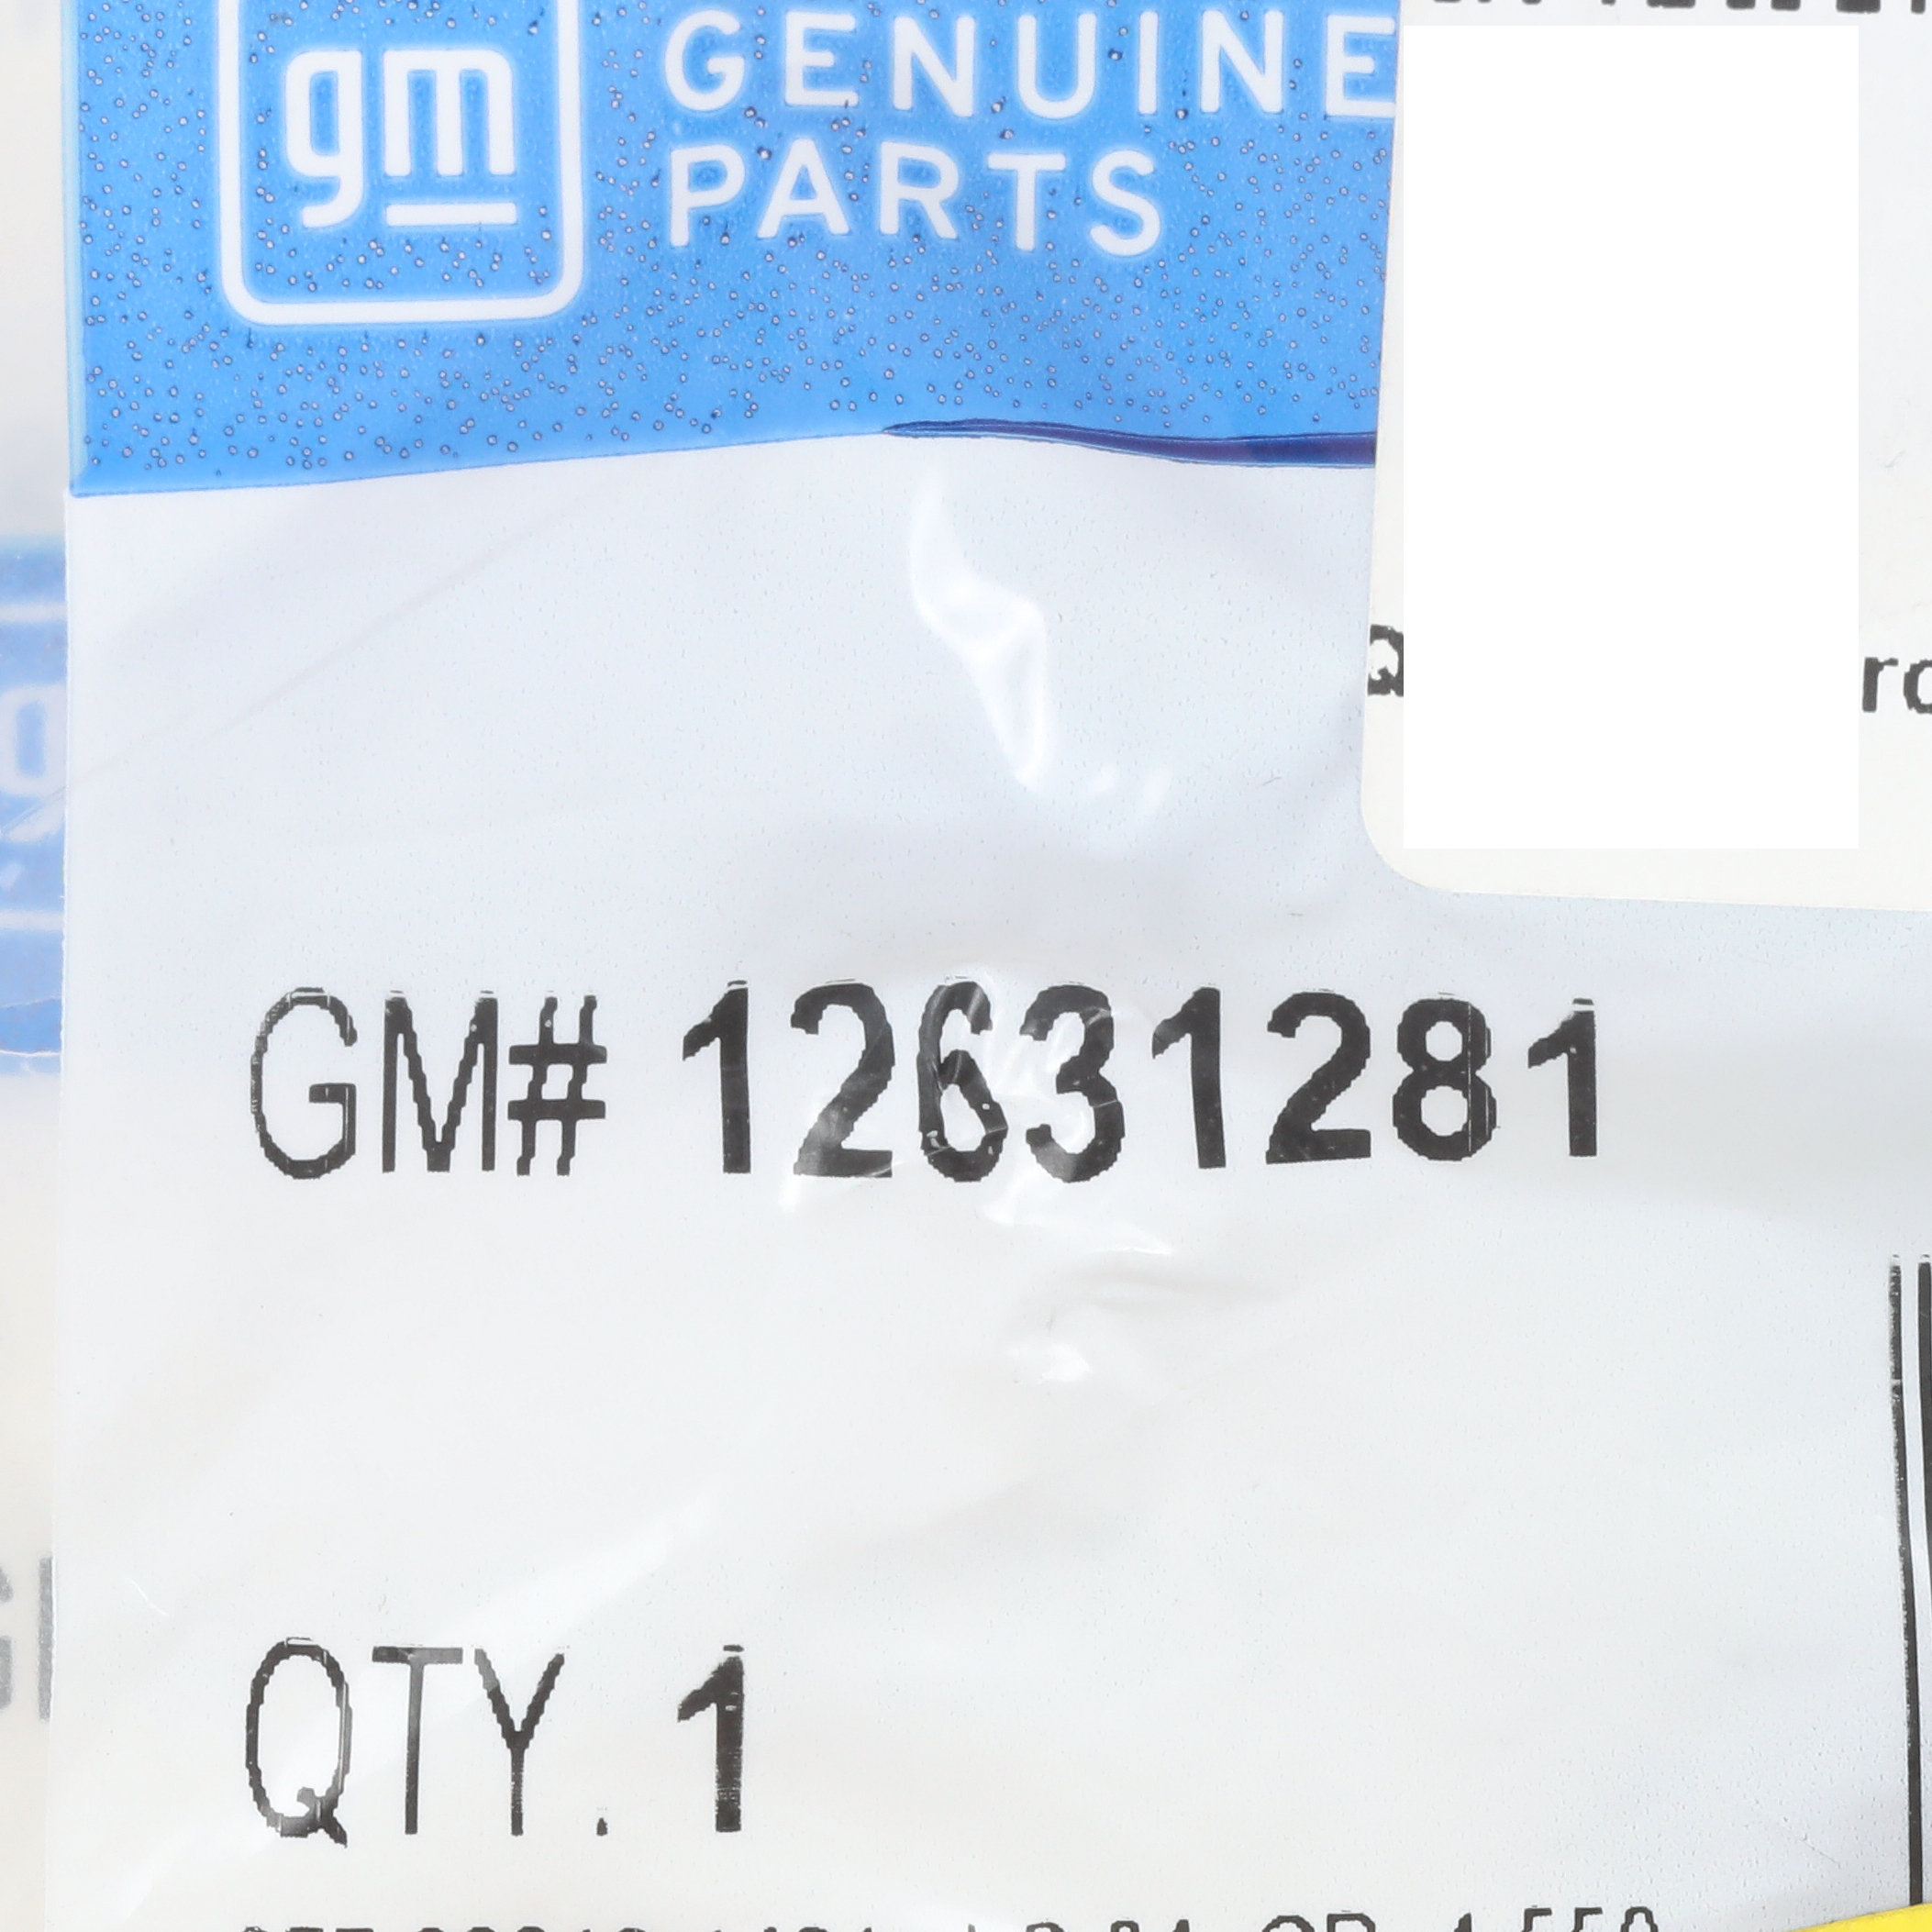 gm
GENUINE
PARTS
GM# 12631281
QTY. 1